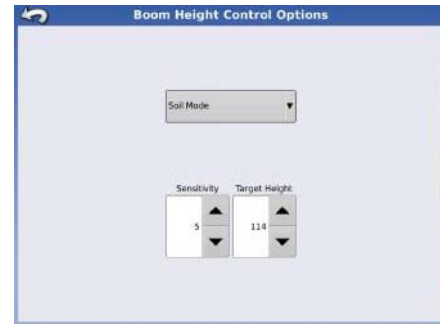 Boom Height Control Options
Soil Mode
Sensitivity Target Height
5 114